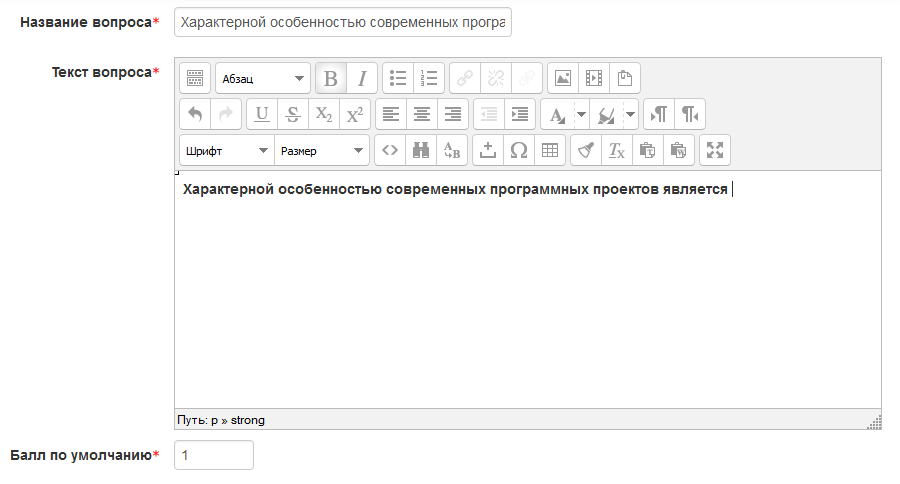 Название вопроса* Характерной особенностью современных програ
Текст вопроса*
Абзац B I
U S X2 X2 A
Шрифт Размер A B Ω Tx T W
Характерной особенностью современных программных проектов является
Путь: p » strong
Балл по умолчанию* 1